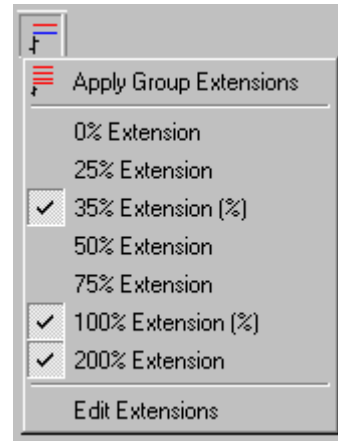 Apply Group Extensions
0% Extension
25% Extension
35% Extension (%)
50% Extension
75% Extension
100% Extension (%)
200% Extension
Edit Extensions